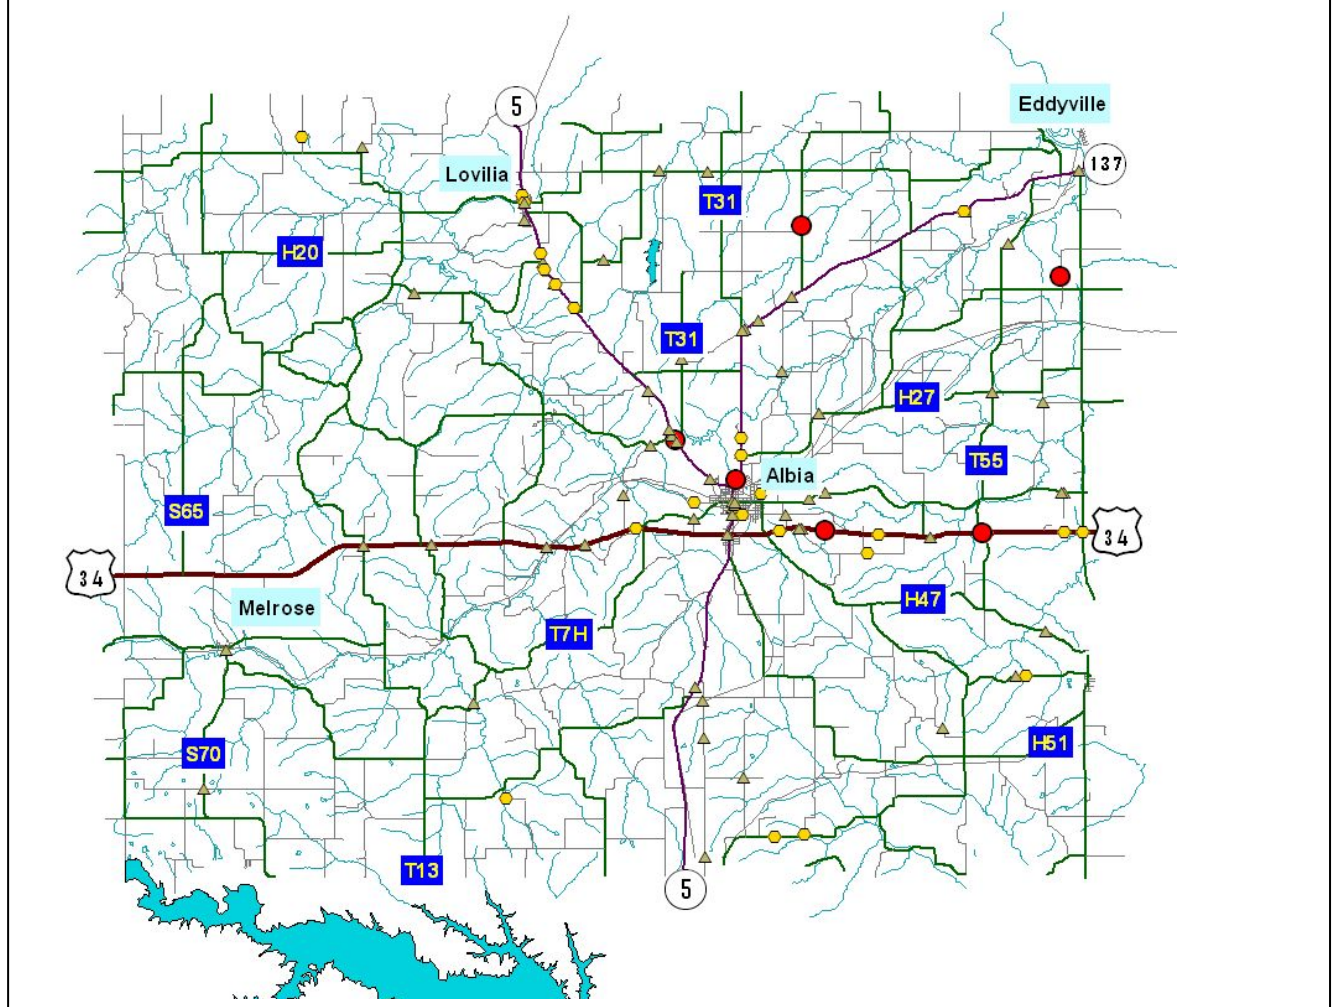 Eddyville
5
137
Lovilia
T31
H20
T31
H27
T55
Albia
S65
34
34
Melrose
H47
T7H
H51
S70
T13
5